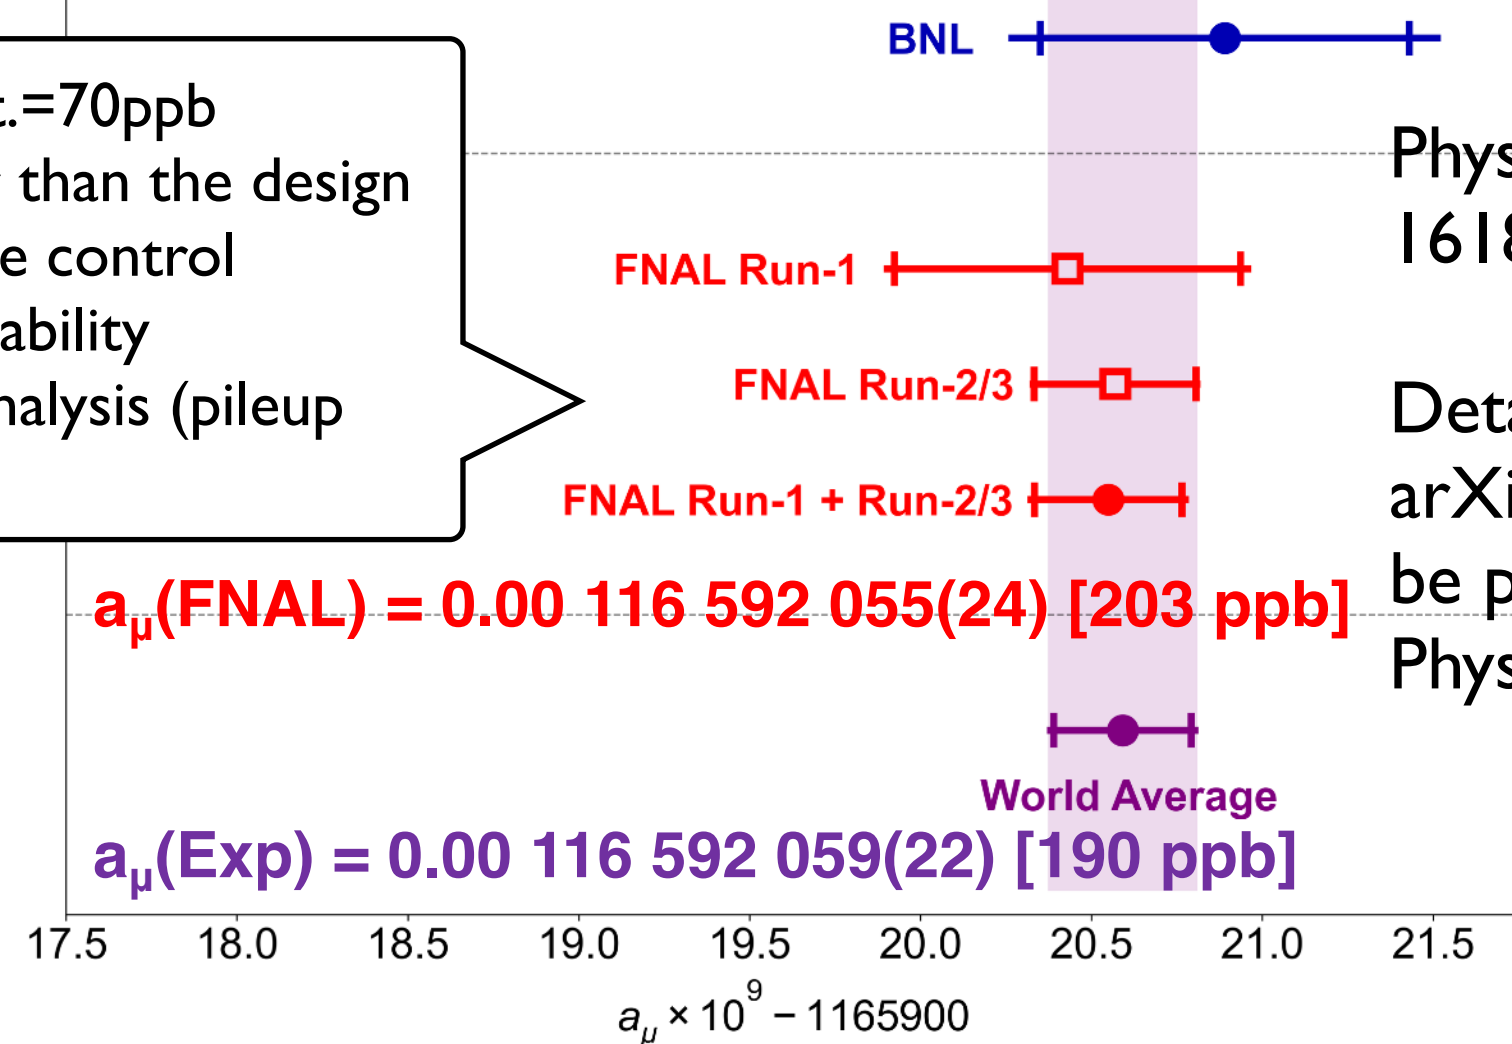 BNL
t.=70ppb
than the design
e control
ability
nalysis (pileup
Phys
1618
FNAL Run-1
FNAL Run-2/3
Deta
arXi
FNAL Run-1 + Run-2/3
be p
aμ(FNAL) = 0.00 116 592 055(24) [203 ppb]
Phys
World Average
aμ(Exp) = 0.00 116 592 059(22) [190 ppb]
17.5 18.0 18.5 19.0 19.5 20.0 20.5 21.0 21.5
aμ × 10⁹ − 1165900